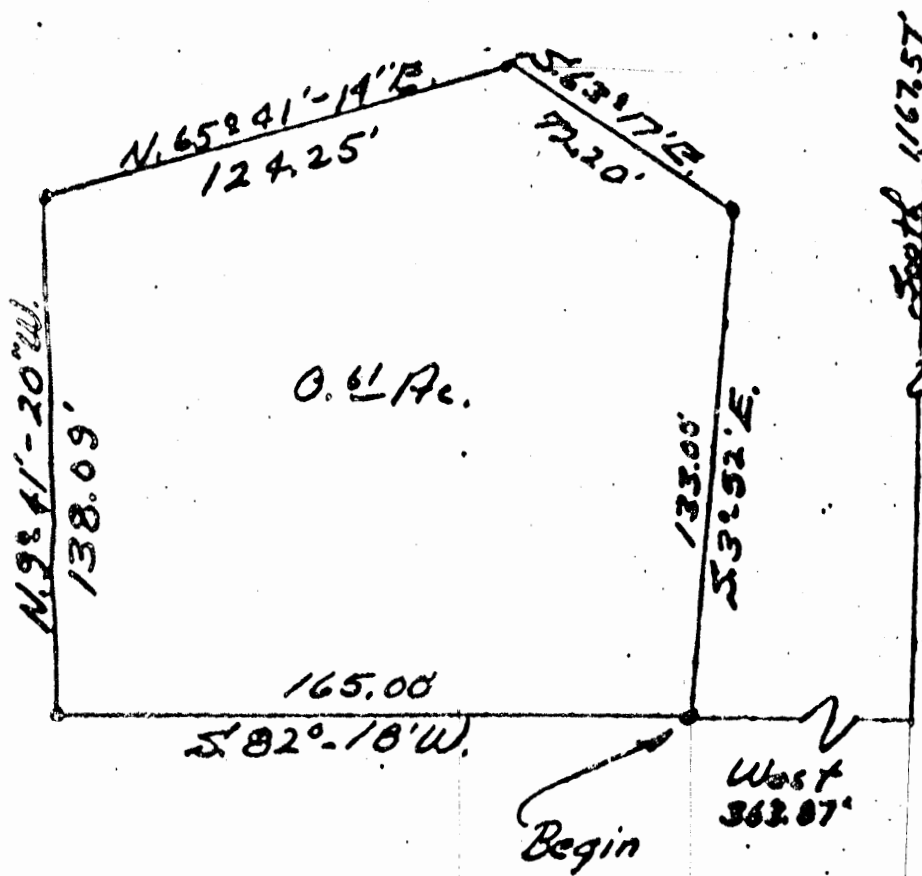 N. 65° 41'-14" E.
124.25'
S. 63° 17' E.
72.20'
South 1167.57'
N. 9° 41'-20" W.
138.09'
0.61 Ac.
133.00
S. 3° 52' E.
165.00
S. 82°-18' W.
West
363.87'
Begin